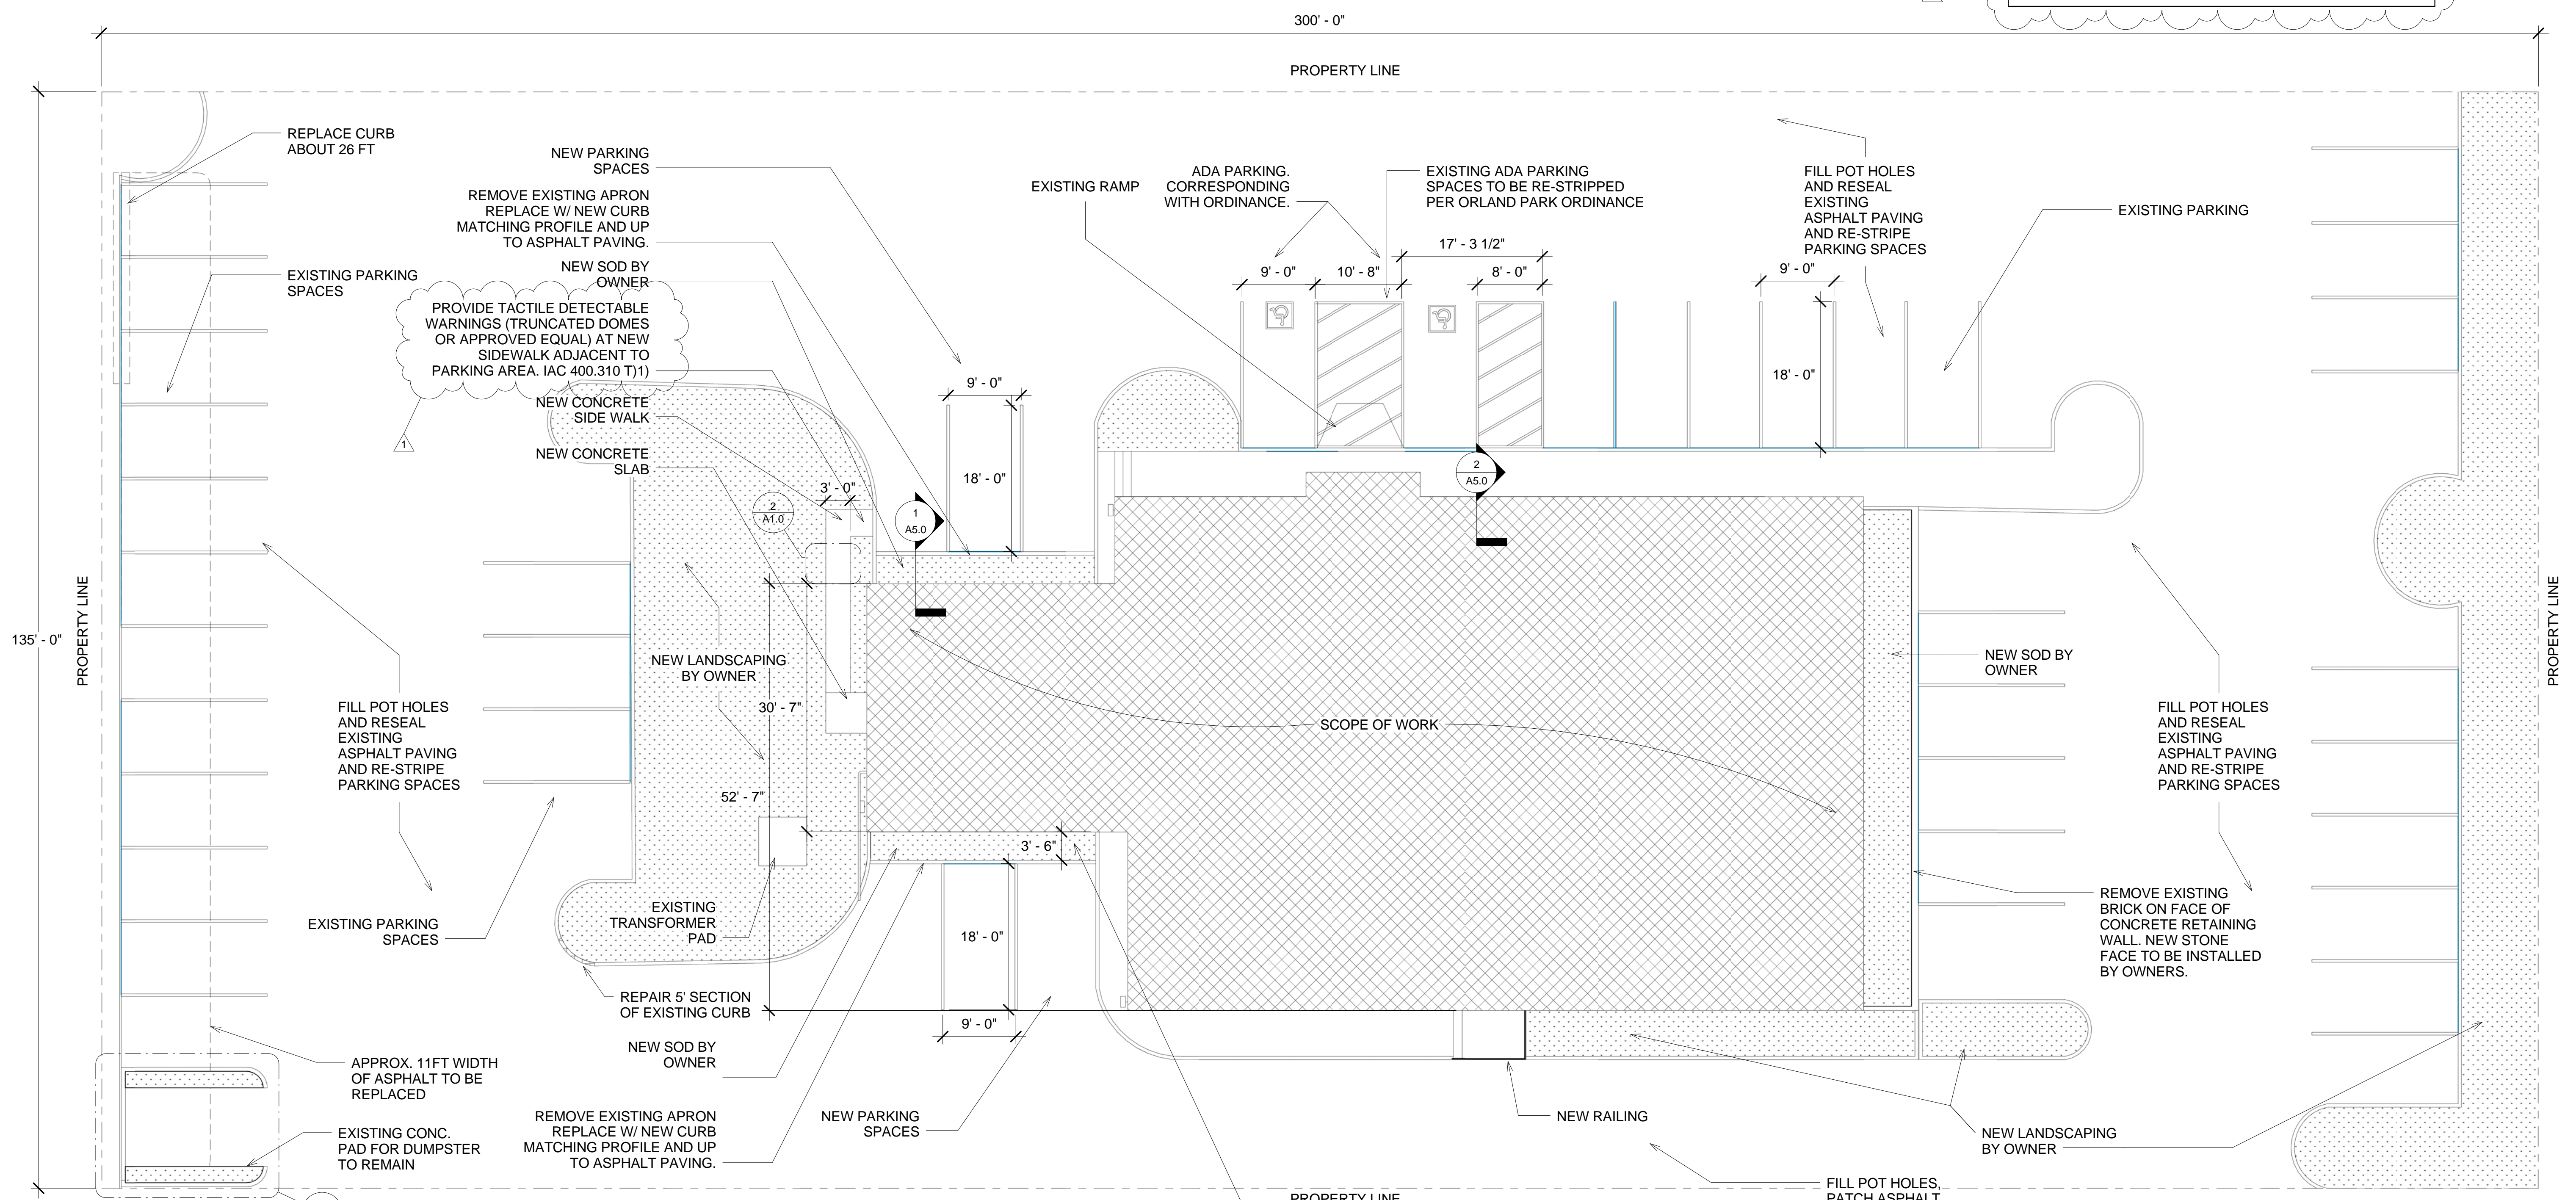 300' - 0"
PROPERTY LINE
REPLACE CURB
ABOUT 26 FT
NEW PARKING
SPACES
REMOVE EXISTING APRON
REPLACE W/ NEW CURB
MATCHING PROFILE AND UP
TO ASPHALT PAVING.
NEW SOD BY
OWNER
EXISTING PARKING
SPACES
PROVIDE TACTILE DETECTABLE
WARNINGS (TRUNCATED DOMES
OR APPROVED EQUAL) AT NEW
SIDEWALK ADJACENT TO
PARKING AREA. IAC 400.310 T)1)
1
NEW CONCRETE
SIDE WALK
NEW CONCRETE
SLAB
EXISTING RAMP
ADA PARKING.
CORRESPONDING
WITH ORDINANCE.
EXISTING ADA PARKING
SPACES TO BE RE-STRIPPED
PER ORLAND PARK ORDINANCE
FILL POT HOLES
AND RESEAL
EXISTING
ASPHALT PAVING
AND RE-STRIPE
PARKING SPACES
EXISTING PARKING
17' - 3 1/2"
9' - 0"
10' - 8"
8' - 0"
9' - 0"
18' - 0"
9' - 0"
18' - 0"
3' - 0"
2
A1.0
1
A5.0
2
A5.0
135' - 0"
PROPERTY LINE
PROPERTY LINE
NEW LANDSCAPING
BY OWNER
30' - 7"
52' - 7"
SCOPE OF WORK
NEW SOD BY
OWNER
FILL POT HOLES
AND RESEAL
EXISTING
ASPHALT PAVING
AND RE-STRIPE
PARKING SPACES
FILL POT HOLES
AND RESEAL
EXISTING
ASPHALT PAVING
AND RE-STRIPE
PARKING SPACES
3' - 6"
EXISTING PARKING
SPACES
EXISTING
TRANSFORMER
PAD
18' - 0"
9' - 0"
REMOVE EXISTING
BRICK ON FACE OF
CONCRETE RETAINING
WALL. NEW STONE
FACE TO BE INSTALLED
BY OWNERS.
REPAIR 5' SECTION
OF EXISTING CURB
NEW SOD BY
OWNER
APPROX. 11FT WIDTH
OF ASPHALT TO BE
REPLACED
EXISTING CONC.
PAD FOR DUMPSTER
TO REMAIN
REMOVE EXISTING APRON
REPLACE W/ NEW CURB
MATCHING PROFILE AND UP
TO ASPHALT PAVING.
NEW PARKING
SPACES
NEW RAILING
NEW LANDSCAPING
BY OWNER
FILL POT HOLES,
PATCH ASPHALT
PROPERTY LINE